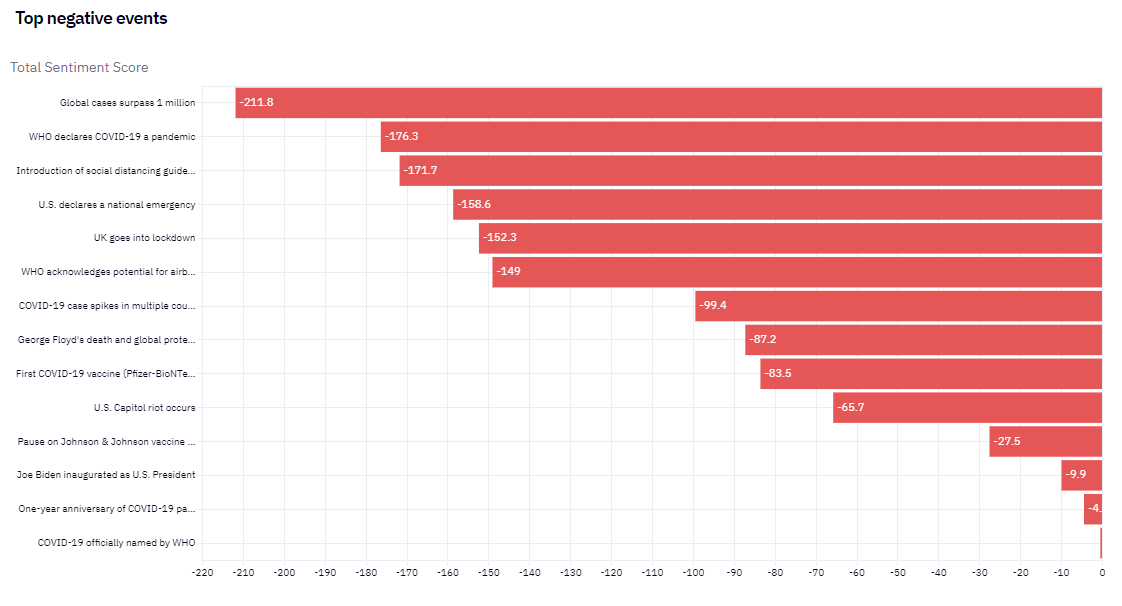 Top negative events
Total Sentiment Score
Global cases surpass 1 million -211.8
WHO declares COVID-19 a pandemic -176.3
Introduction of social distancing guide... -171.7
U.S. declares a national emergency -158.6
UK goes into lockdown -152.3
WHO acknowledges potential for airb... -149
COVID-19 case spikes in multiple cou... -99.4
George Floyd's death and global prote... -87.2
First COVID-19 vaccine (Pfizer-BioNTe... -83.5
U.S. Capitol riot occurs -65.7
Pause on Johnson & Johnson vaccine ... -27.5
Joe Biden inaugurated as U.S. President -9.9
One-year anniversary of COVID-19 pa... -4.
COVID-19 officially named by WHO
-220 -210 -200 -190 -180 -170 -160 -150 -140 -130 -120 -110 -100 -90 -80 -70 -60 -50 -40 -30 -20 -10 0